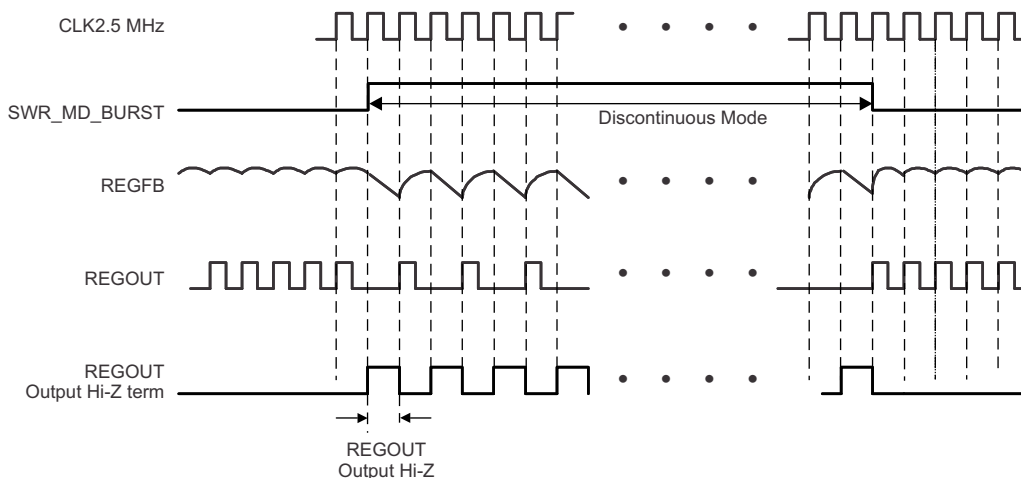 CLK2.5 MHz
SWR_MD_BURST
Discontinuous Mode
REGFB
REGOUT
REGOUT
Output Hi-Z term
REGOUT
Output Hi-Z